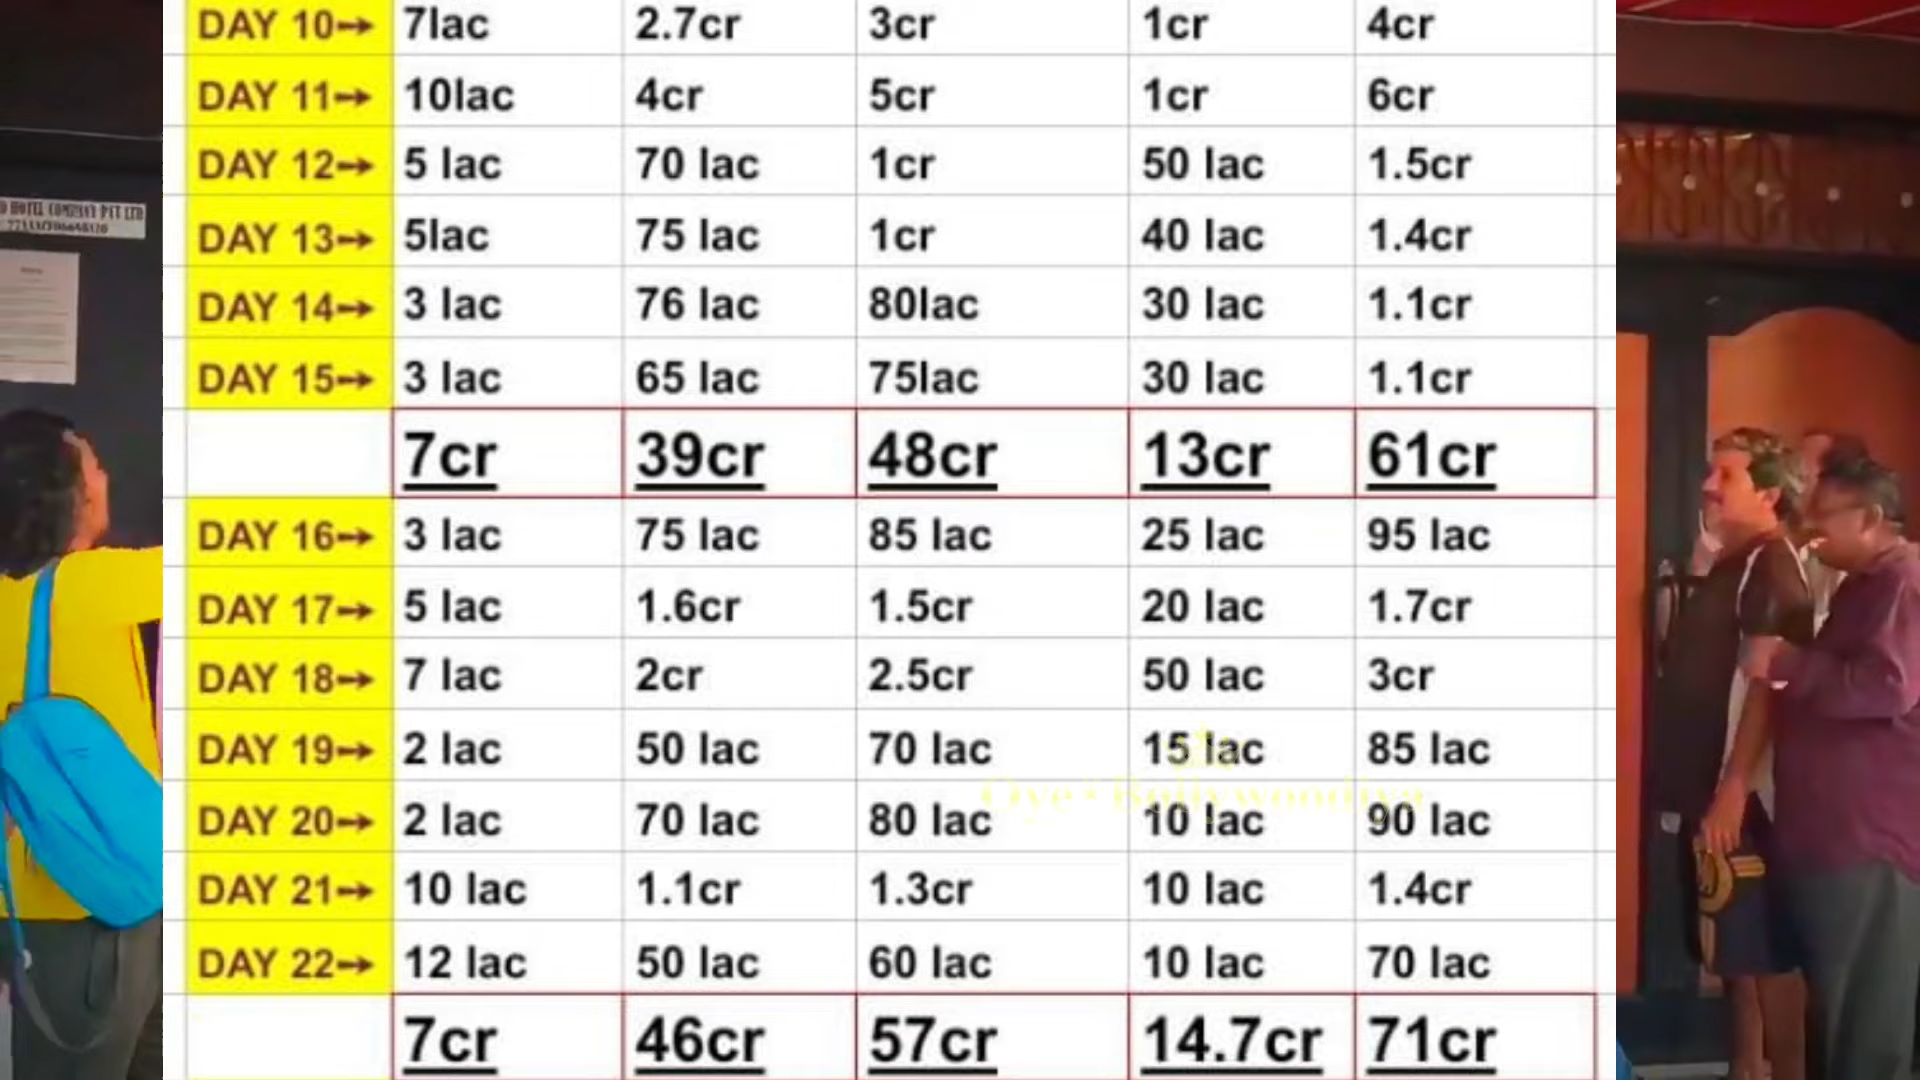 DAY 10→ 7lac 2.7cr 3cr 1cr 4cr
DAY 11→ 10lac 4cr 5cr 1cr 6cr
DAY 12→ 5 lac 70 lac 1cr 50 lac 1.5cr
DAY 13→ 5lac 75 lac 1cr 40 lac 1.4cr
DAY 14→ 3 lac 76 lac 80lac 30 lac 1.1cr
DAY 15→ 3 lac 65 lac 75lac 30 lac 1.1cr
7cr 39cr 48cr 13cr 61cr
DAY 16→ 3 lac 75 lac 85 lac 25 lac 95 lac
DAY 17→ 5 lac 1.6cr 1.5cr 20 lac 1.7cr
DAY 18→ 7 lac 2cr 2.5cr 50 lac 3cr
DAY 19→ 2 lac 50 lac 70 lac 15 lac 85 lac
DAY 20→ 2 lac 70 lac 80 lac 10 lac 90 lac
DAY 21→ 10 lac 1.1cr 1.3cr 10 lac 1.4cr
DAY 22→ 12 lac 50 lac 60 lac 10 lac 70 lac
7cr 46cr 57cr 14.7cr 71cr
HOTEL COMPANY PVT LTD